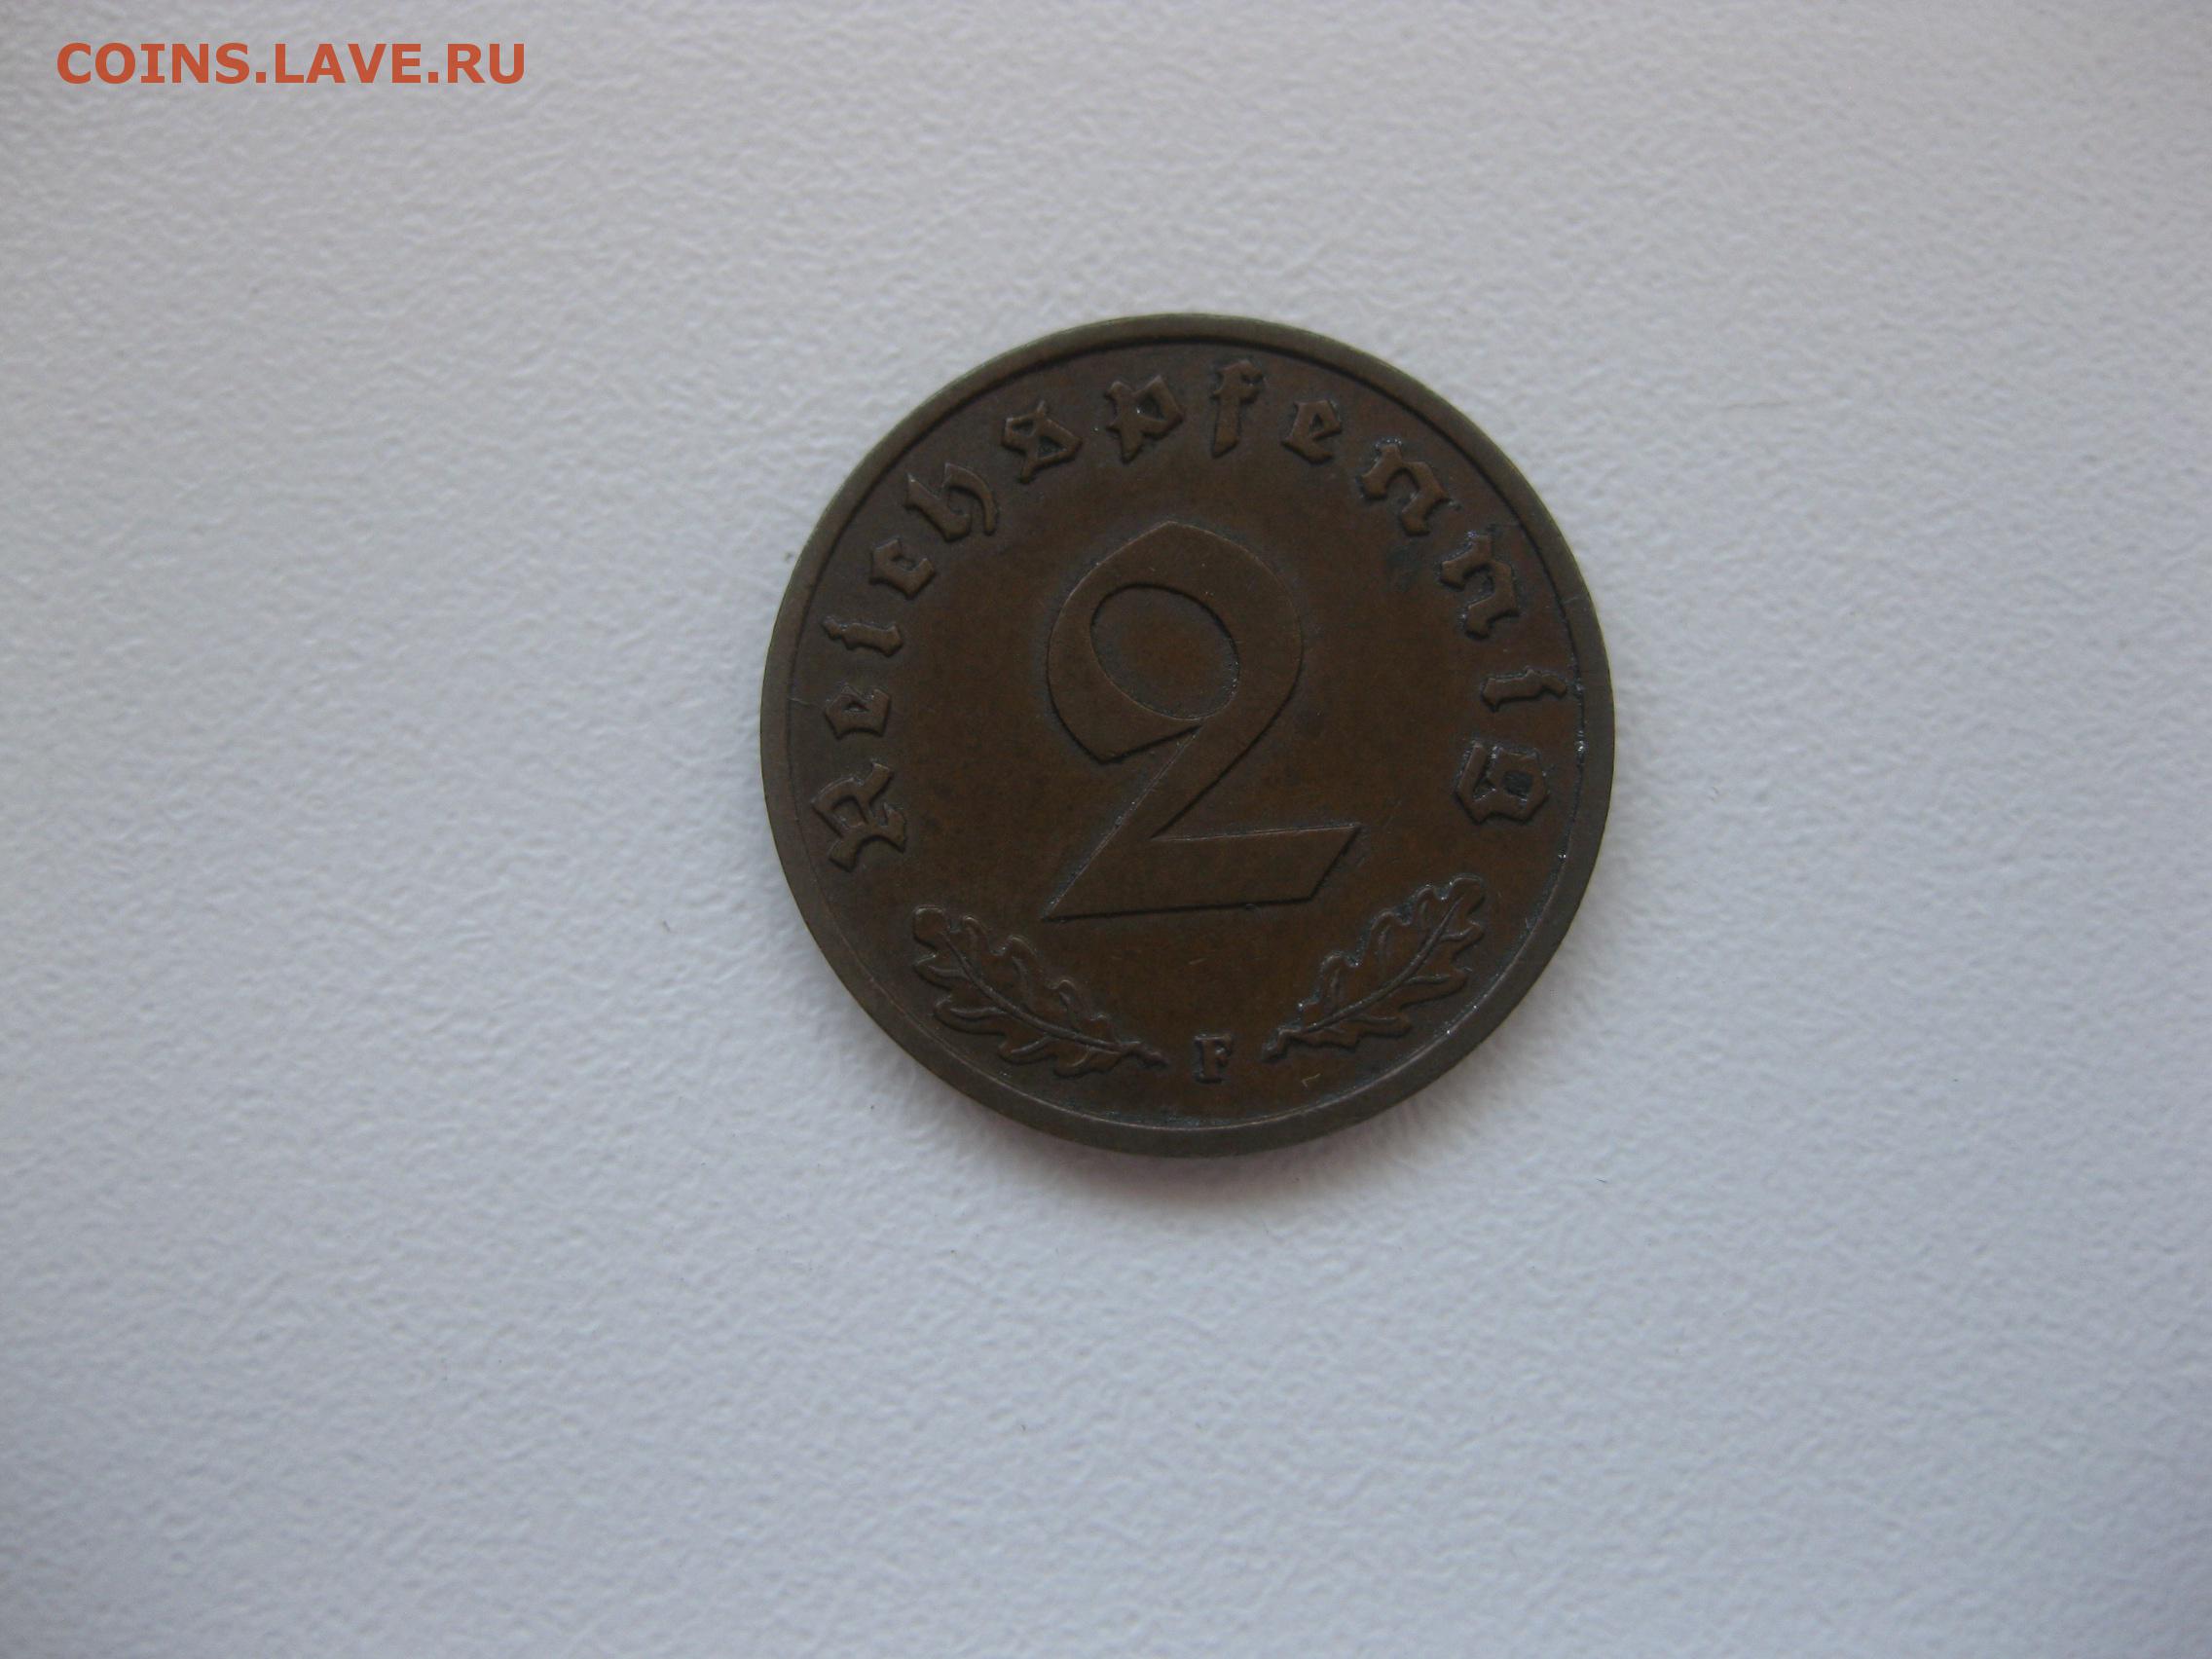 COINS.LAVE.RU
Reichspfennig
2
F